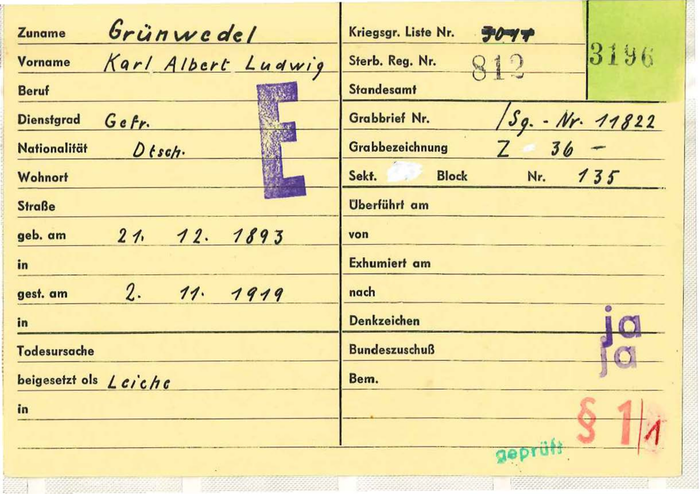 Zuname Grünwedel
Vorname Karl Albert Ludwig
Beruf
Dienstgrad Gefr.
Nationalität Dtsch.
Wohnort
Straße
geb. am 21. 12. 1893
in
gest. am 2. 11. 1919
in
Todesursache
beigesetzt als Leiche
in
E
Kriegsgr. Liste Nr.
3196
Sterb. Reg. Nr. 812
Standesamt
Grabbrief Nr. /Sg. - Nr. 11822
Grabbezeichnung Z 36 -
Sekt. Block Nr. 135
Überführt am
von
Exhumiert am
nach
Denkzeichen ja
Bundeszuschuß ja
Bem.
§ 1/1
geprüft